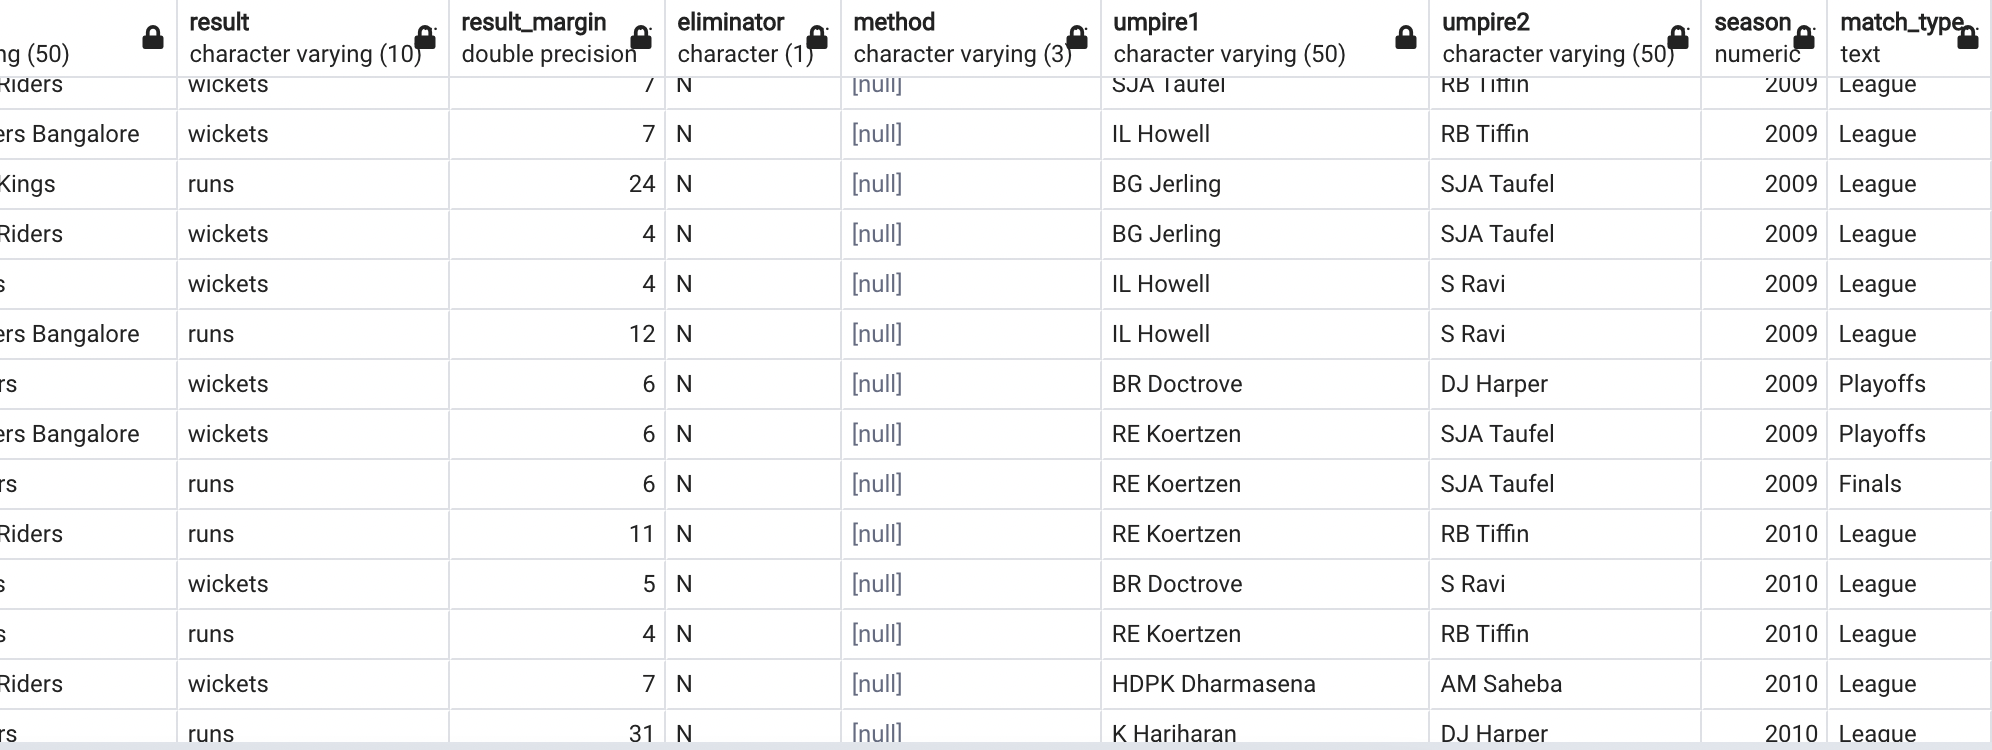 result result_margin eliminator method umpire1 umpire2 season match_type
ng (50) character varying (10) double precision character (1) character varying (3) character varying (50) character varying (50) numeric text
Riders wickets 7 N [null] SJA Taufel RB Tiffin 2009 League
ers Bangalore wickets 7 N [null] IL Howell RB Tiffin 2009 League
Kings runs 24 N [null] BG Jerling SJA Taufel 2009 League
Riders wickets 4 N [null] BG Jerling SJA Taufel 2009 League
s wickets 4 N [null] IL Howell S Ravi 2009 League
ers Bangalore runs 12 N [null] IL Howell S Ravi 2009 League
rs wickets 6 N [null] BR Doctrove DJ Harper 2009 Playoffs
ers Bangalore wickets 6 N [null] RE Koertzen SJA Taufel 2009 Playoffs
rs runs 6 N [null] RE Koertzen SJA Taufel 2009 Finals
Riders runs 11 N [null] RE Koertzen RB Tiffin 2010 League
s wickets 5 N [null] BR Doctrove S Ravi 2010 League
s runs 4 N [null] RE Koertzen RB Tiffin 2010 League
Riders wickets 7 N [null] HDPK Dharmasena AM Saheba 2010 League
rs runs 31 N [null] K Hariharan DJ Harper 2010 League